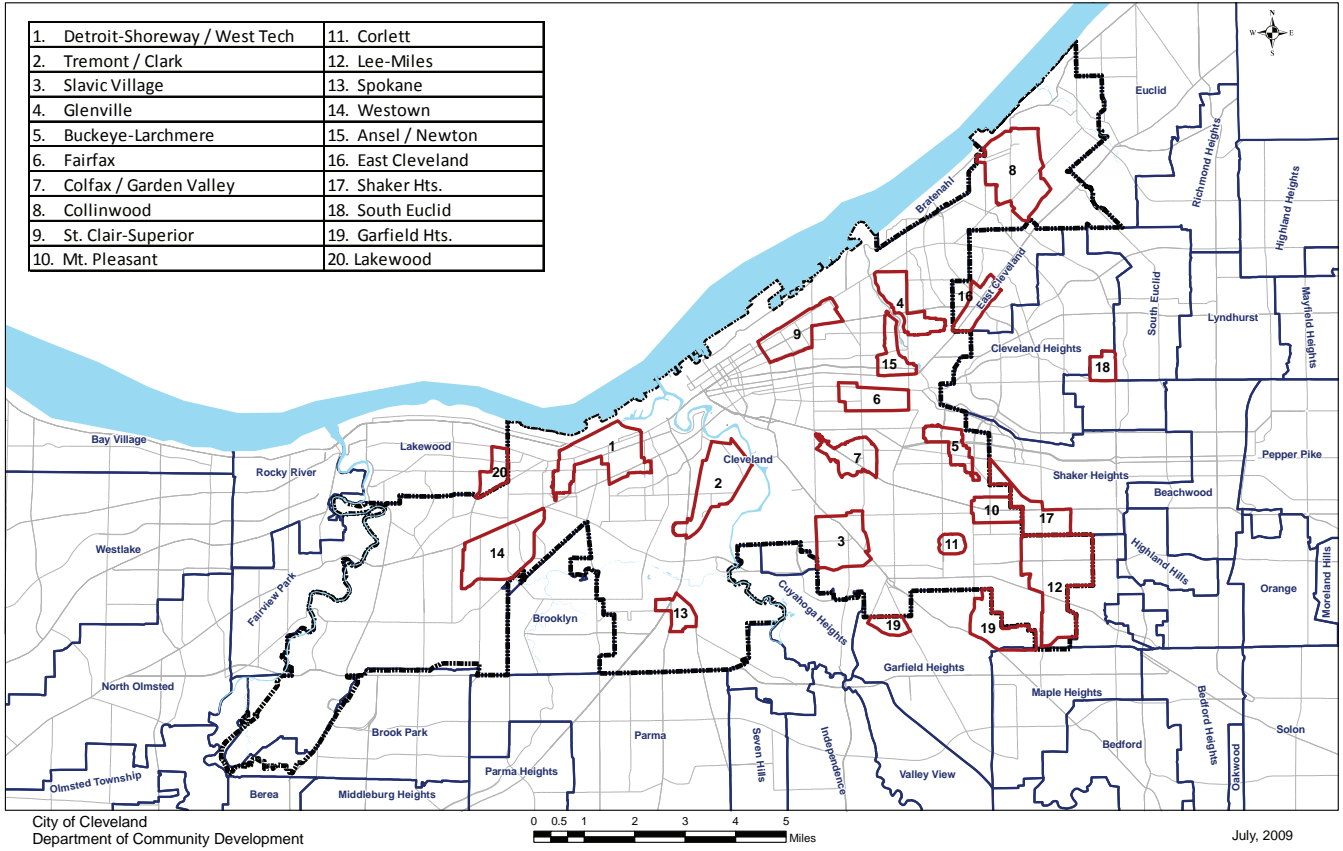 1. Detroit-Shoreway / West Tech 11. Corlett
2. Tremont / Clark 12. Lee-Miles
3. Slavic Village 13. Spokane
4. Glenville 14. Westown
5. Buckeye-Larchmere 15. Ansel / Newton
6. Fairfax 16. East Cleveland
7. Colfax / Garden Valley 17. Shaker Hts.
8. Collinwood 18. South Euclid
9. St. Clair-Superior 19. Garfield Hts.
10. Mt. Pleasant 20. Lakewood
N
W E
S
Euclid
Richmond Heights
Highland Heights
8
Bratenahl
East Cleveland
16
4
South Euclid
Lyndhurst
Mayfield Heights
9
Cleveland Heights
15
18
6
Bay Village
Lakewood
1
Cleveland
5
7
Pepper Pike
Rocky River
20
2
Shaker Heights
Beachwood
10
17
Westlake
14
3
11
Highland Hills
Moreland Hills
Orange
Fairview Park
Brooklyn
13
Cuyahoga Heights
12
19
19
Garfield Heights
North Olmsted
Maple Heights
Bedford Heights
Brook Park
Parma
Seven Hills
Independence
Bedford
Solon
Oakwood
Olmsted Township
Parma Heights
Valley View
Berea
Middleburg Heights
City of Cleveland
Department of Community Development
0 0.5 1 2 3 4 5
Miles
July, 2009